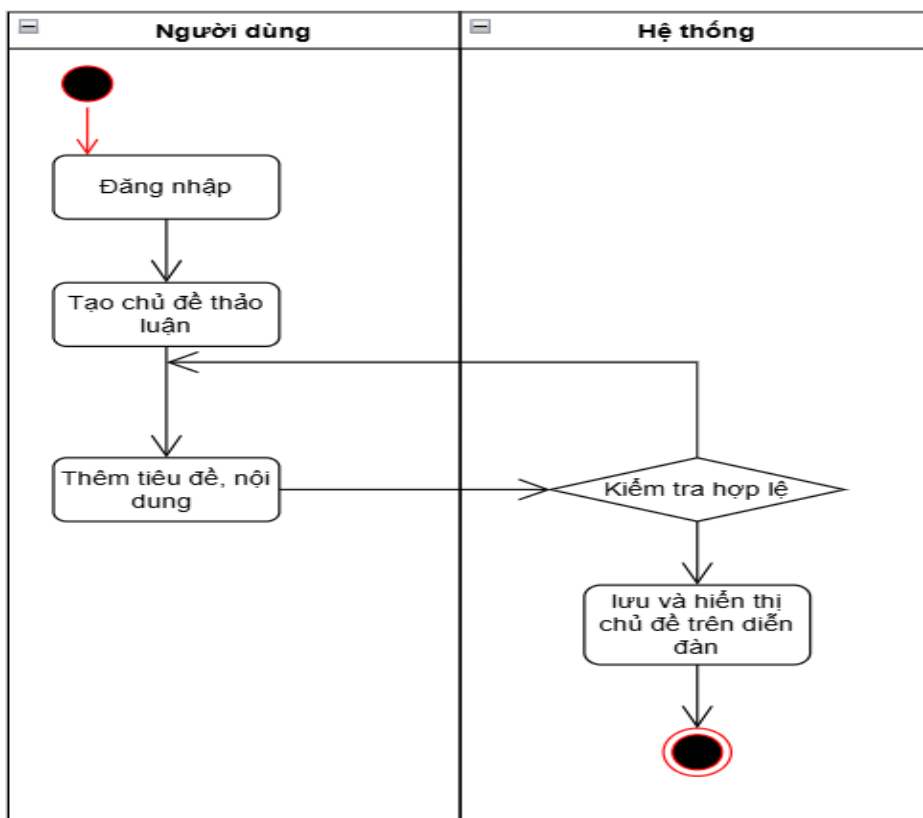 Người dùng
Hệ thống
Đăng nhập
Tạo chủ đề thảo
luận
Thêm tiêu đề, nội
dung
Kiểm tra hợp lệ
lưu và hiển thị
chủ đề trên diễn
đàn